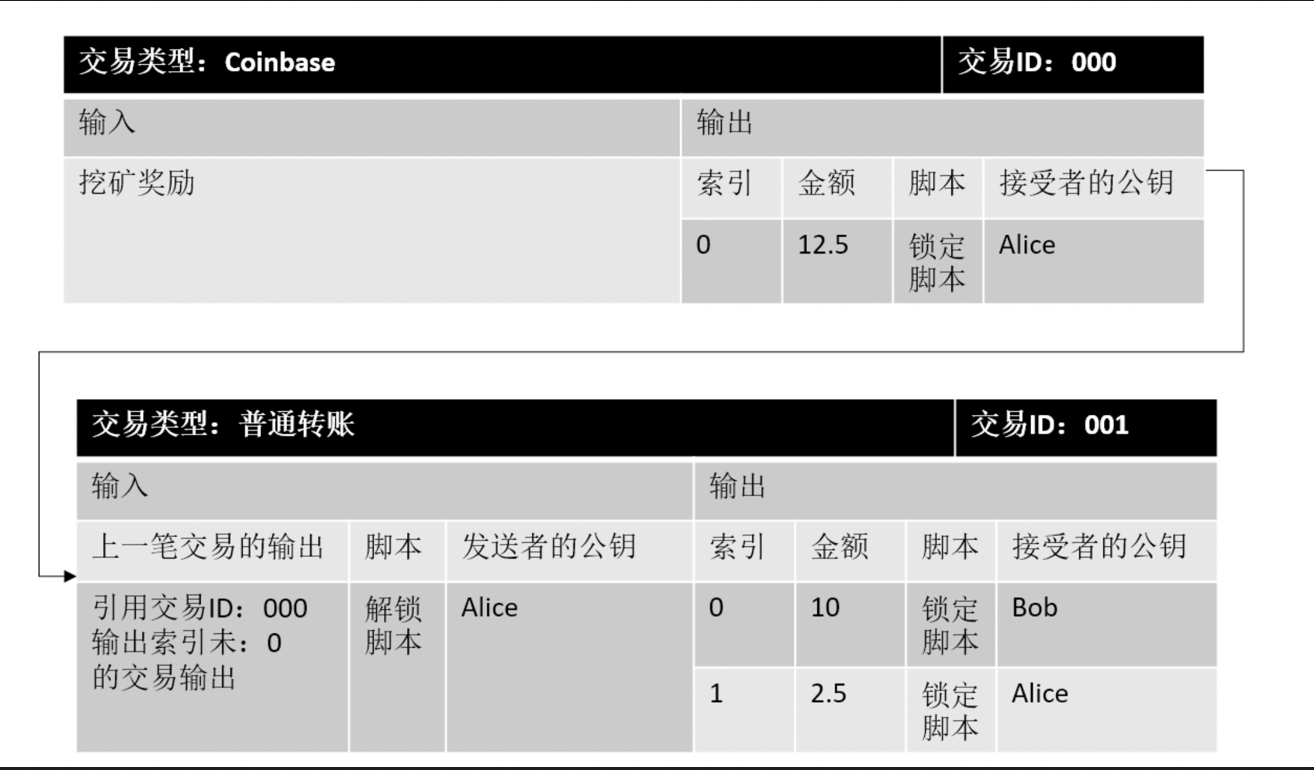 交易类型：Coinbase 交易ID：000
输入 输出
挖矿奖励 索引 金额 脚本 接受者的公钥
0 12.5 锁定 Alice
脚本
交易类型：普通转账 交易ID：001
输入 输出
上一笔交易的输出 脚本 发送者的公钥 索引 金额 脚本 接受者的公钥
引用交易ID：000 解锁 Alice 0 10 锁定 Bob
输出索引未：0 脚本 脚本
的交易输出
1 2.5 锁定 Alice
脚本